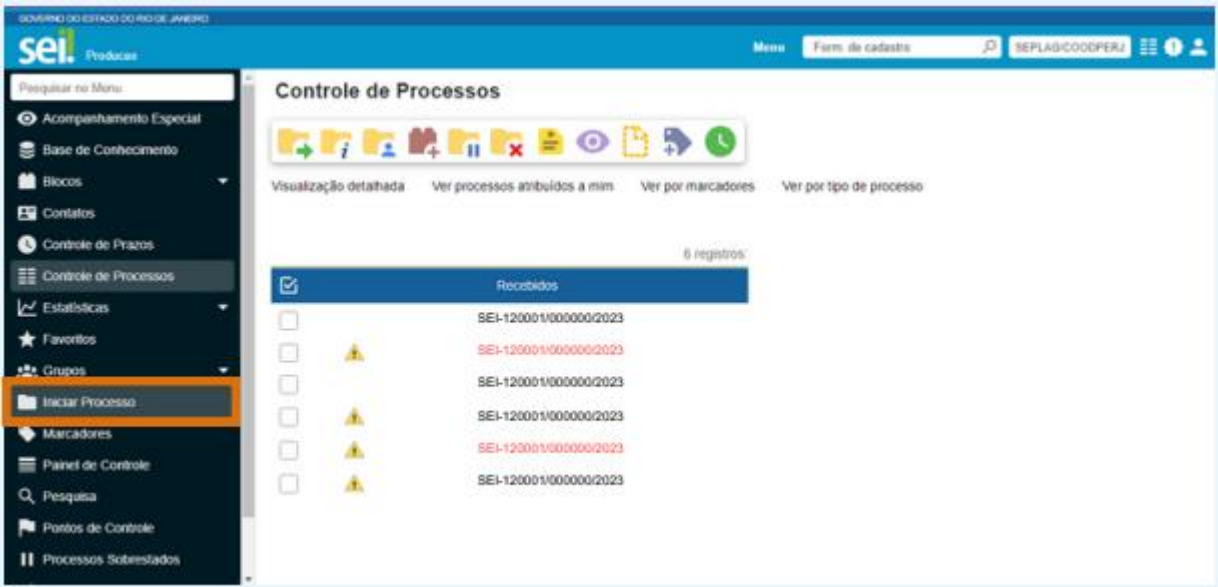 GOVERNO DO ESTADO DO RIO DE JANEIRO
sei! Producao
Menu
Form. de cadastro
SEPLAG/COODPERJ
Pesquisar no Menu
Acompanhamento Especial
Base de Conhecimento
Blocos
Contatos
Controle de Prazos
Controle de Processos
Estatísticas
Favoritos
Grupos
Iniciar Processo
Marcadores
Painel de Controle
Pesquisa
Pontos de Controle
Processos Sobrestados
Controle de Processos
Visualização detalhada Ver processos atribuídos a mim Ver por marcadores Ver por tipo de processo
6 registros:
Recebidos
SEI-120001/000000/2023
SEI-120001/000000/2023
SEI-120001/000000/2023
SEI-120001/000000/2023
SEI-120001/000000/2023
SEI-120001/000000/2023